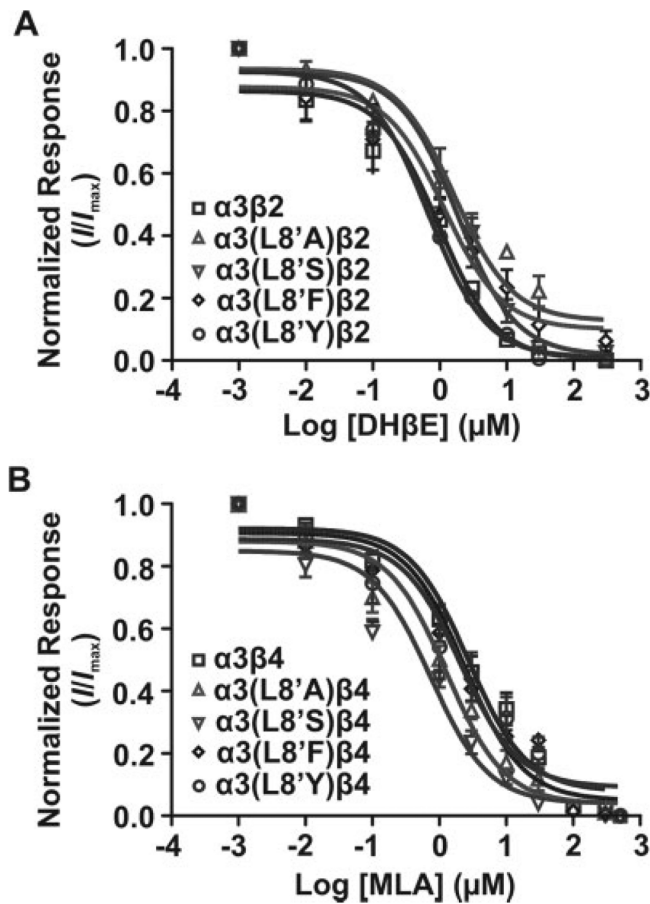 A
Normalized Response
(I/Imax)
1.0
0.8
0.6
0.4
0.2
0.0
α3β2
α3(L8'A)β2
α3(L8'S)β2
α3(L8'F)β2
α3(L8'Y)β2
-4 -3 -2 -1 0 1 2 3
Log [DHβE] (µM)
B
Normalized Response
(I/Imax)
1.0
0.8
0.6
0.4
0.2
0.0
α3β4
α3(L8'A)β4
α3(L8'S)β4
α3(L8'F)β4
α3(L8'Y)β4
-4 -3 -2 -1 0 1 2 3
Log [MLA] (µM)